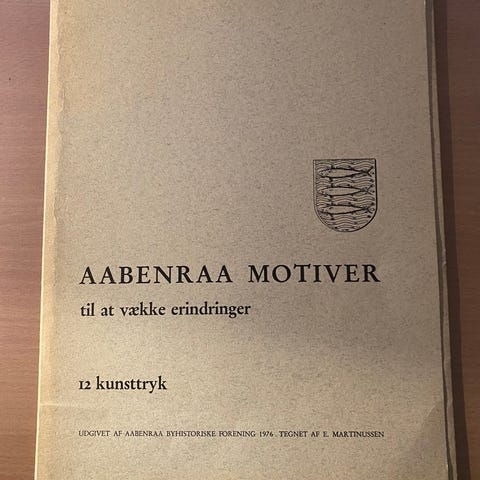 AABENRAA MOTIVER
til at vække erindringer
12 kunsttryk
UDGIVET AF AABENRAA BYHISTORISKE FORENING 1976. TEGNET AF E. MARTINUSSEN